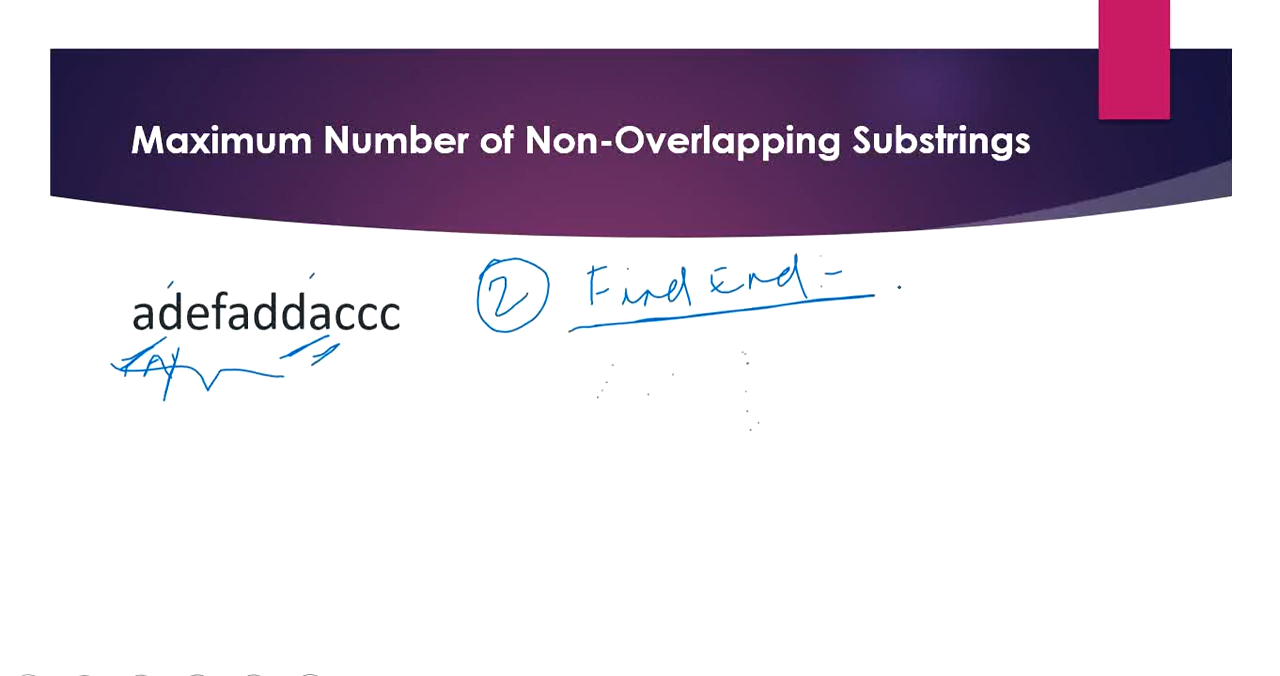 Maximum Number of Non-Overlapping Substrings
adefaddaccc
2 Find End :-